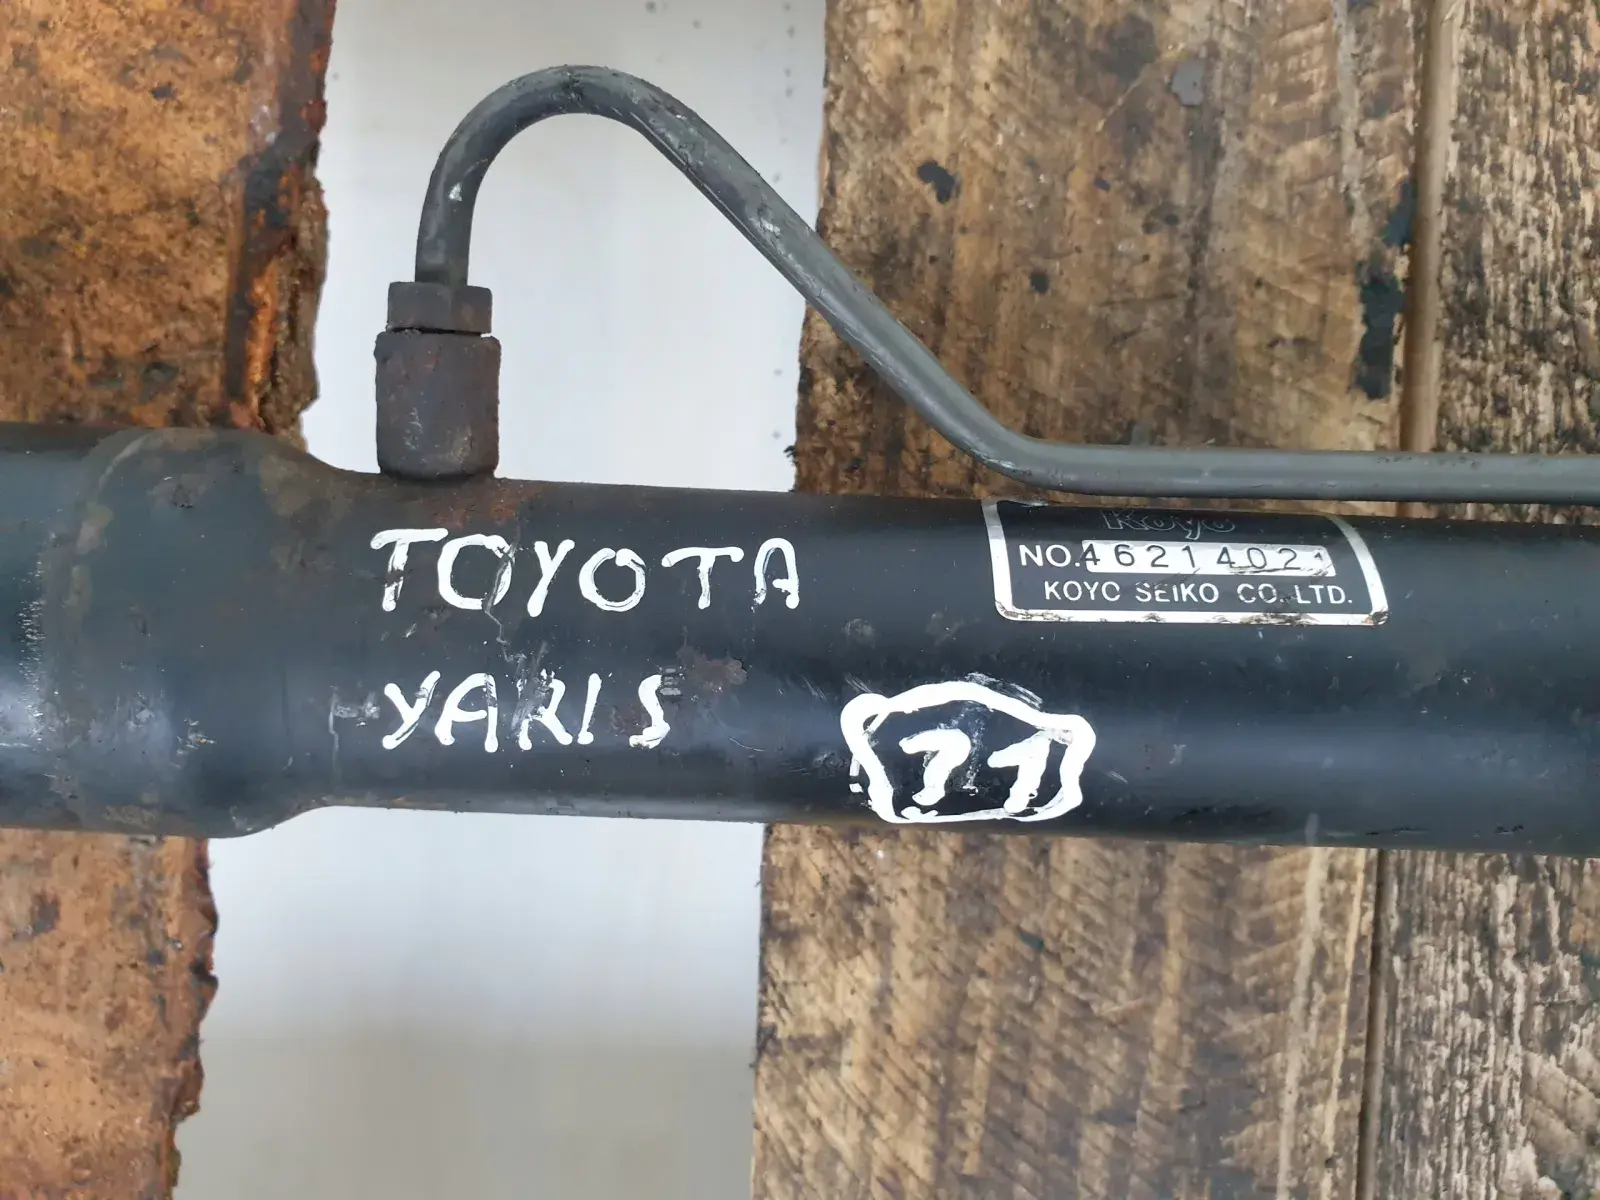 TOYOTA
YARIS
11
Koyo
NO.46214021
KOYO SEIKO CO. LTD.